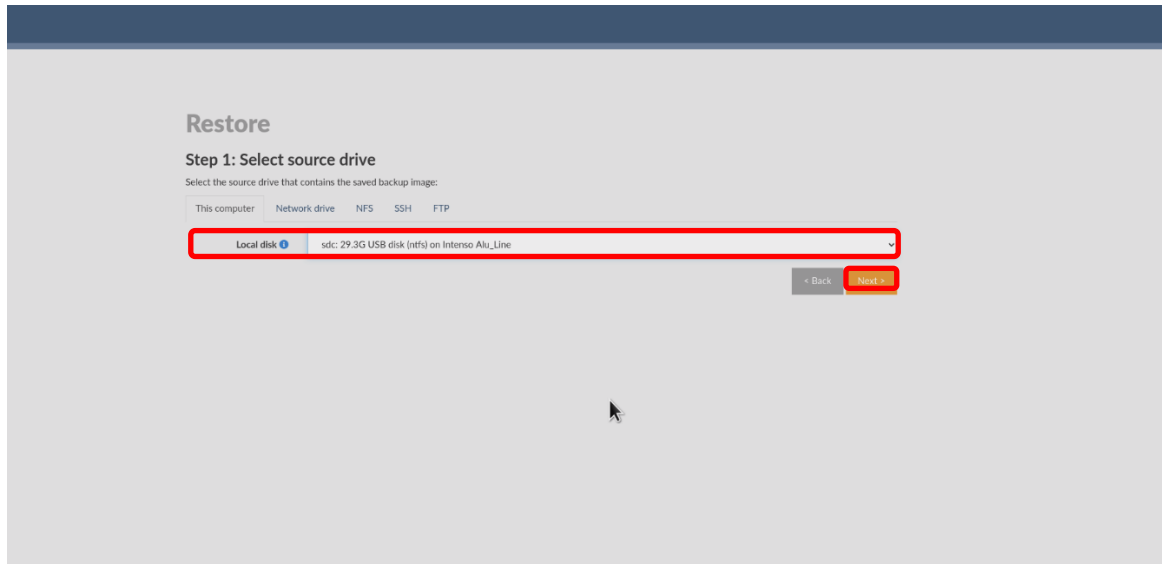 Restore
Step 1: Select source drive
Select the source drive that contains the saved backup image:
This computer Network drive NFS SSH FTP
Local disk sdc: 29.3G USB disk (ntfs) on Intenso Alu_Line
< Back Next >